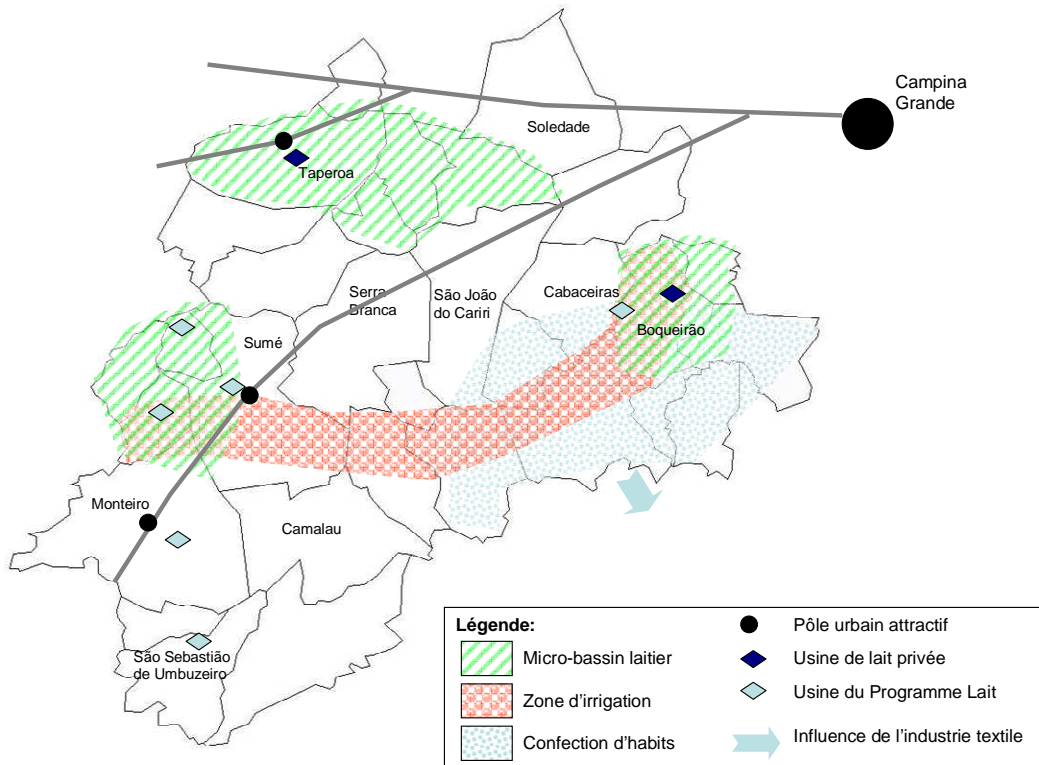 Campina
Grande
Soledade
Taperoa
Serra
Branca
São João
do Cariri
Cabaceiras
Boqueirão
Sumé
Monteiro
Camalau
São Sebastião
de Umbuzeiro
Légende:
Micro-bassin laitier
Zone d'irrigation
Confection d'habits
Pôle urbain attractif
Usine de lait privée
Usine du Programme Lait
Influence de l'industrie textile